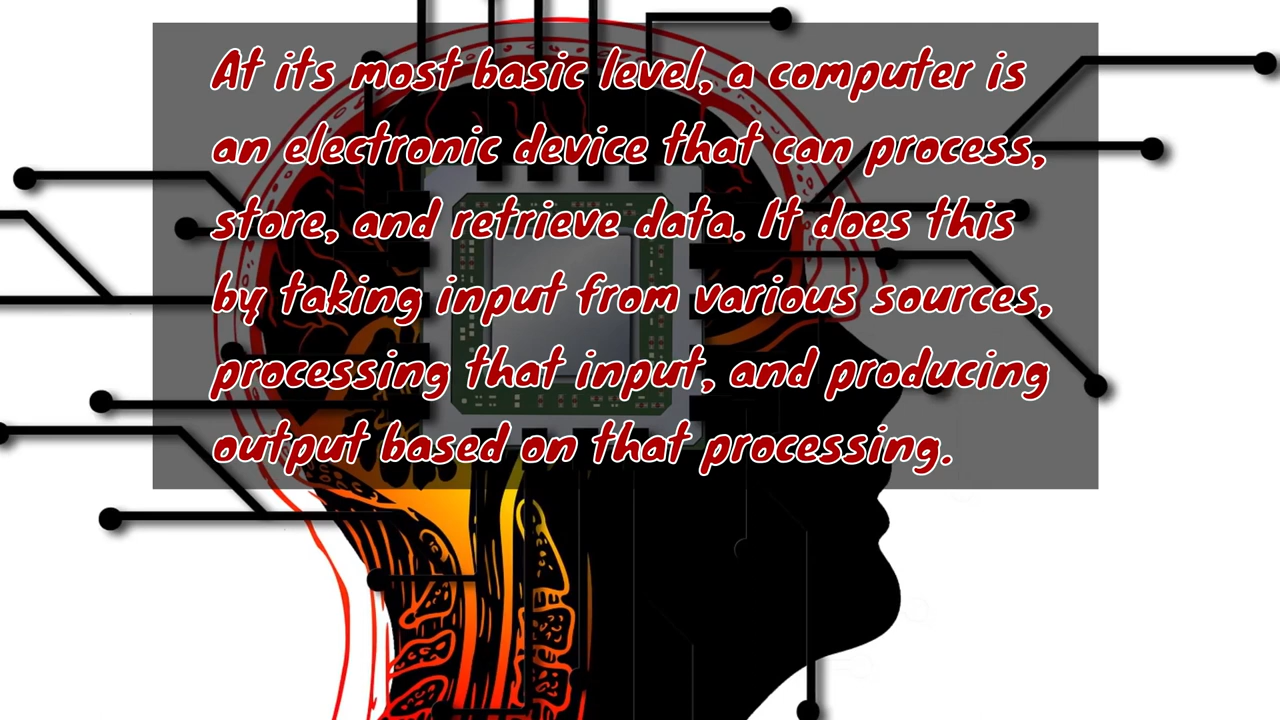 At its most basic level, a computer is
an electronic device that can process,
store, and retrieve data. It does this
by taking input from various sources,
processing that input, and producing
output based on that processing.